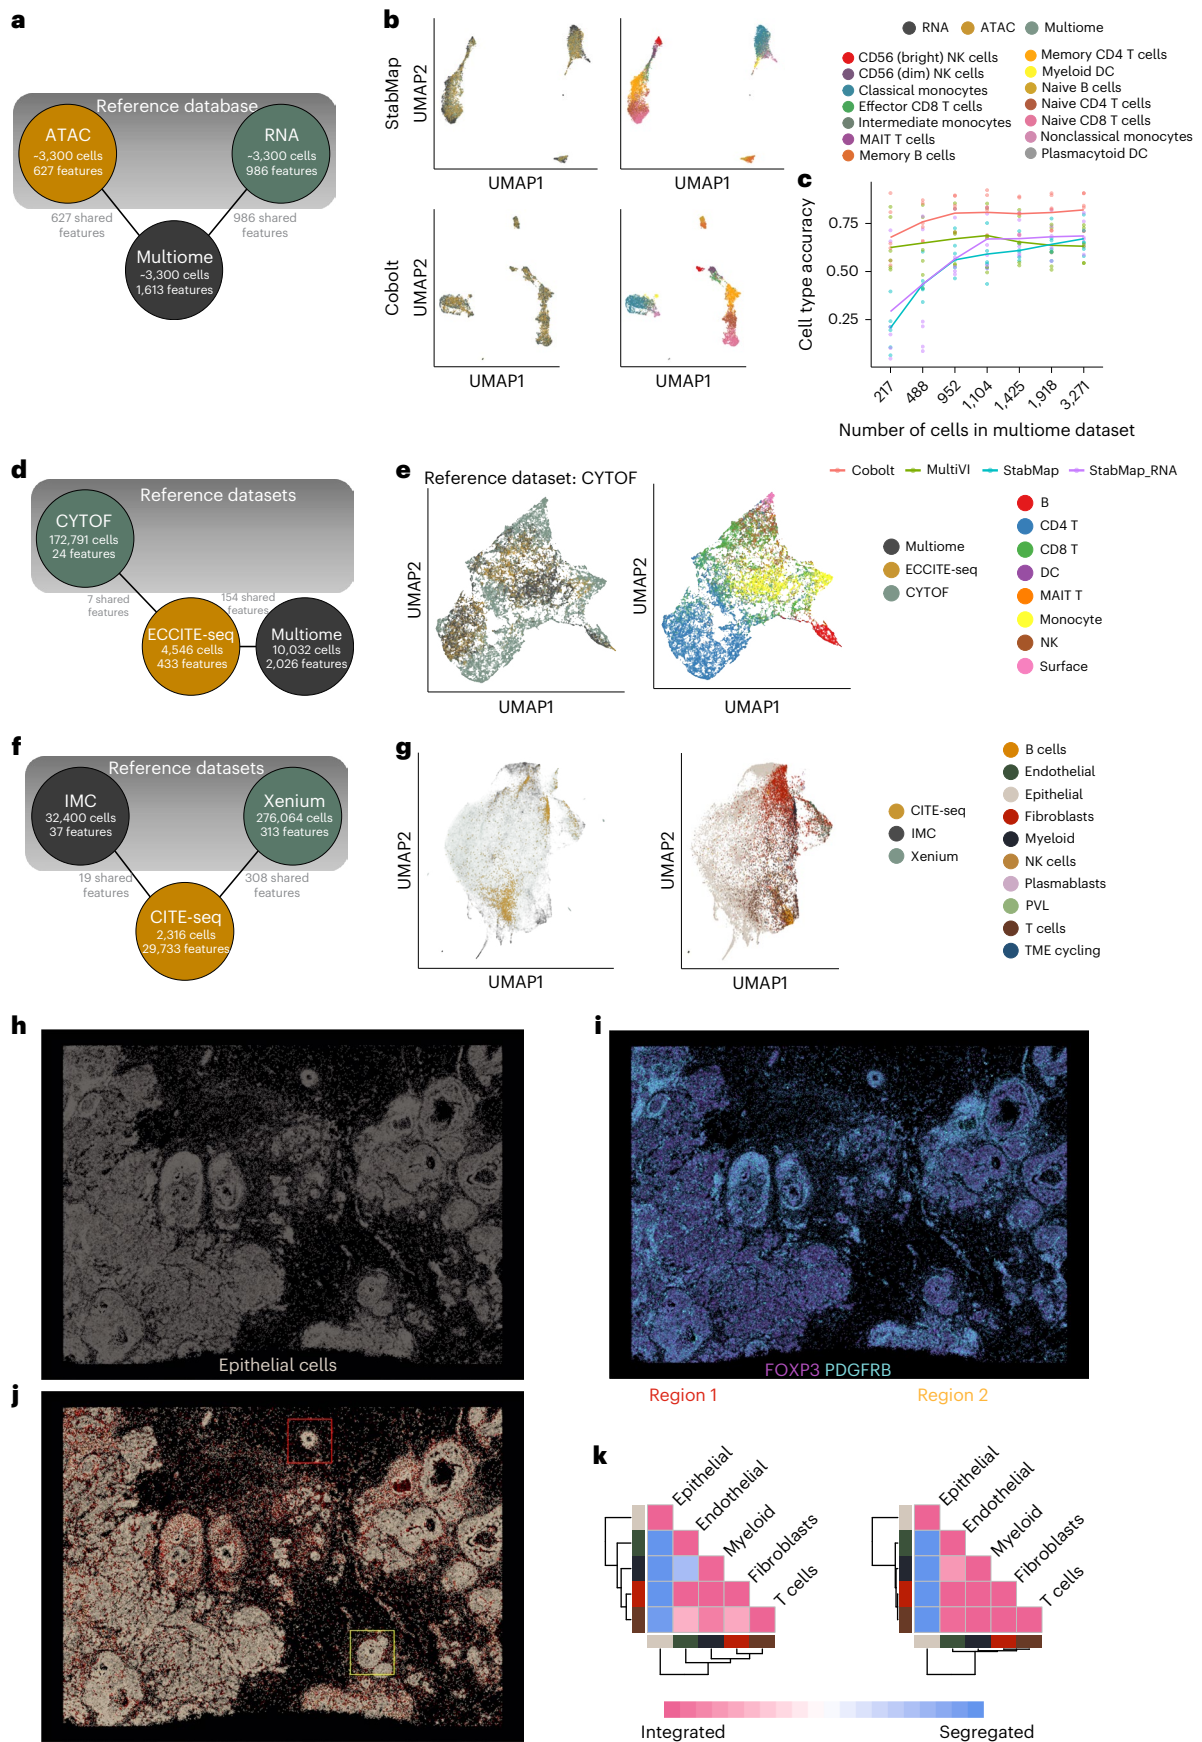 a
Reference database
ATAC
~3,300 cells
627 features
RNA
~3,300 cells
986 features
627 shared
features
986 shared
features
Multiome
~3,300 cells
1,613 features
b
StabMap
UMAP2
UMAP1
UMAP1
Cobolt
UMAP2
UMAP1
UMAP1
RNA
ATAC
Multiome
CD56 (bright) NK cells
CD56 (dim) NK cells
Classical monocytes
Effector CD8 T cells
Intermediate monocytes
MAIT T cells
Memory B cells
Memory CD4 T cells
Myeloid DC
Naive B cells
Naive CD4 T cells
Naive CD8 T cells
Nonclassical monocytes
Plasmacytoid DC
c
Cell type accuracy
0.75
0.50
0.25
217
488
952
1,104
1,425
1,918
3,271
Number of cells in multiome dataset
Cobolt
MultiVI
StabMap
StabMap_RNA
d
Reference datasets
CYTOF
172,791 cells
24 features
7 shared
features
154 shared
features
ECCITE-seq
4,546 cells
433 features
Multiome
10,032 cells
2,026 features
e
Reference dataset: CYTOF
UMAP2
UMAP1
UMAP2
UMAP1
Multiome
ECCITE-seq
CYTOF
B
CD4 T
CD8 T
DC
MAIT T
Monocyte
NK
Surface
f
Reference datasets
IMC
32,400 cells
37 features
Xenium
276,064 cells
313 features
19 shared
features
308 shared
features
CITE-seq
2,316 cells
29,733 features
g
UMAP2
UMAP1
UMAP2
UMAP1
CITE-seq
IMC
Xenium
B cells
Endothelial
Epithelial
Fibroblasts
Myeloid
NK cells
Plasmablasts
PVL
T cells
TME cycling
h
Epithelial cells
i
FOXP3 PDGFRB
j
Region 1
Region 2
k
Epithelial
Endothelial
Myeloid
Fibroblasts
T cells
Epithelial
Endothelial
Myeloid
Fibroblasts
T cells
Integrated
Segregated